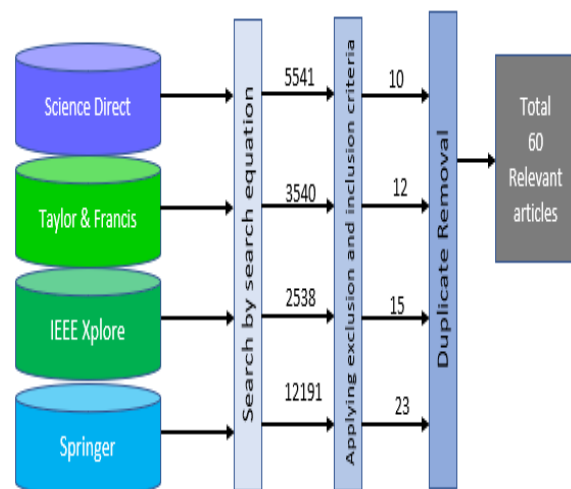 Science Direct
Taylor & Francis
IEEE Xplore
Springer
Search by search equation
5541
3540
2538
12191
Applying exclusion and inclusion criteria
10
12
15
23
Duplicate Removal
Total
60
Relevant
articles